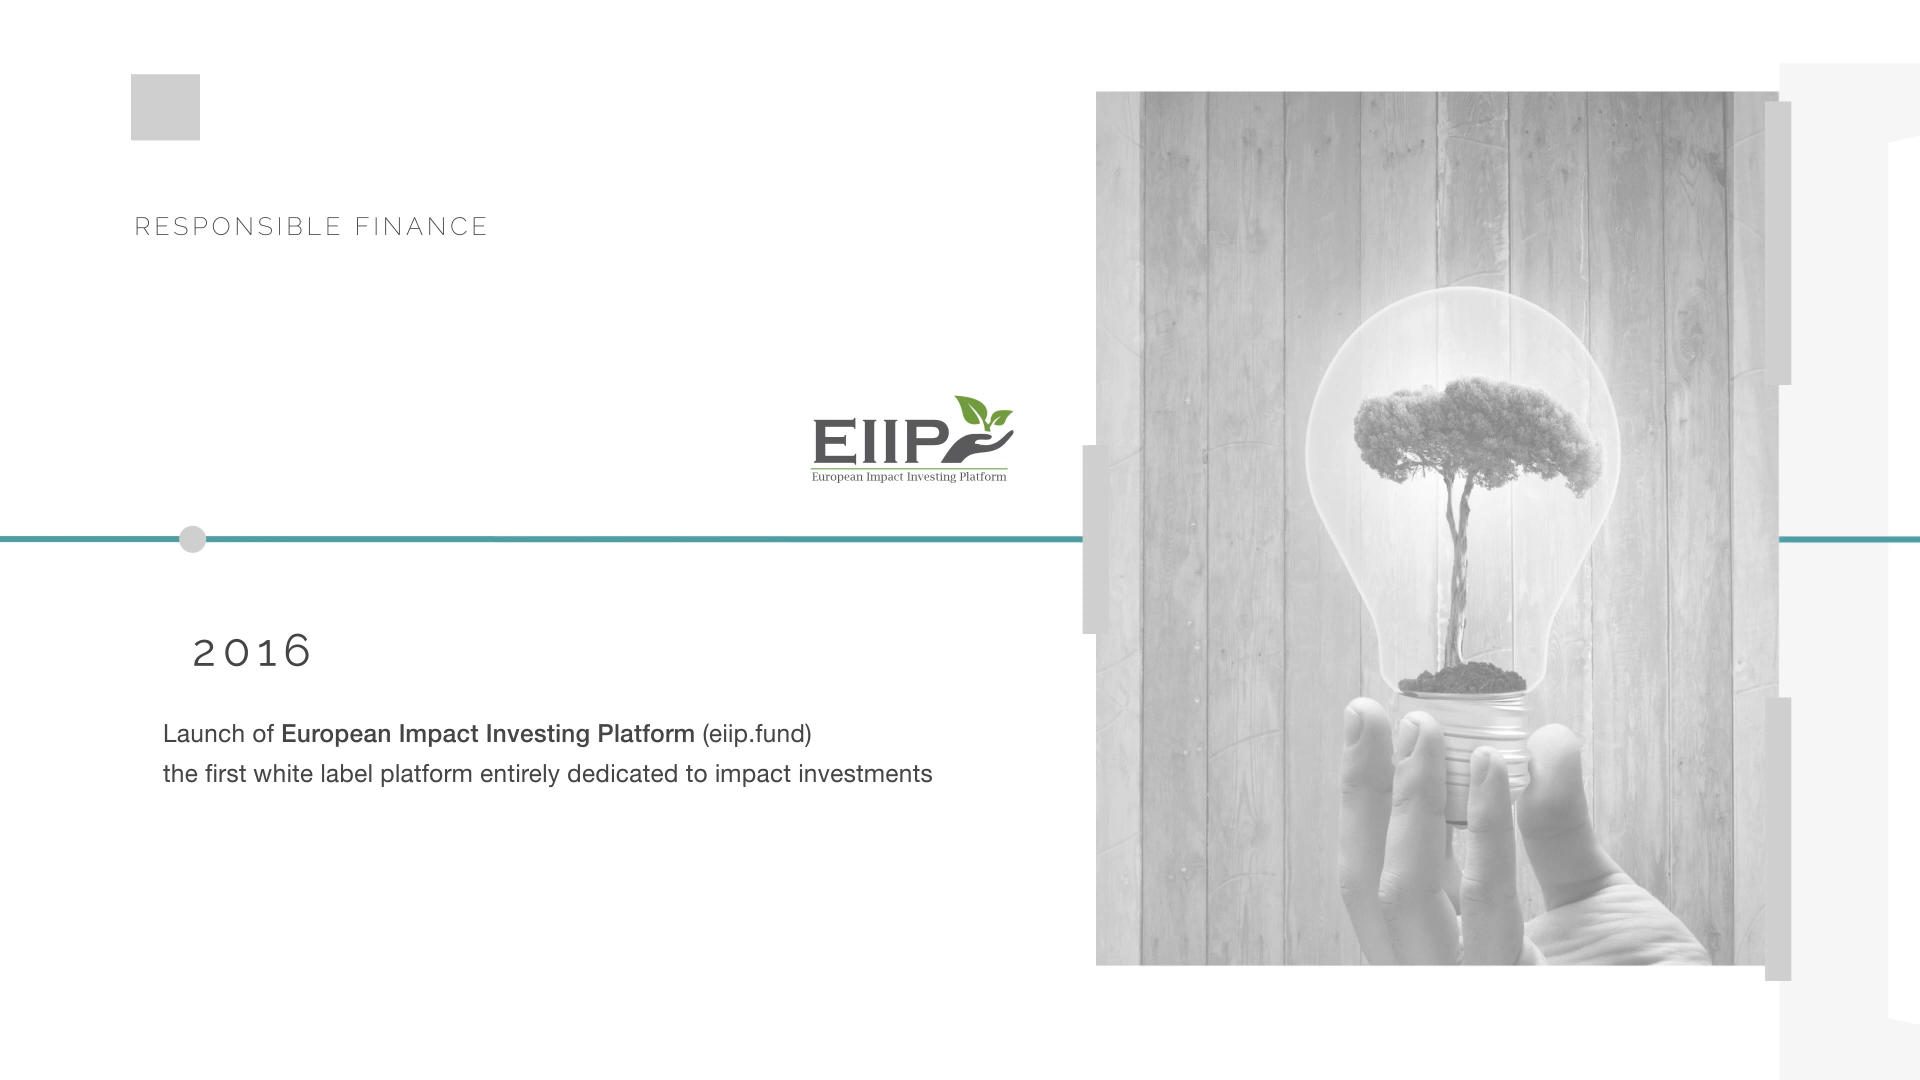 RESPONSIBLE FINANCE
EIIP
European Impact Investing Platform
2016
Launch of European Impact Investing Platform (eiip.fund)
the first white label platform entirely dedicated to impact investments